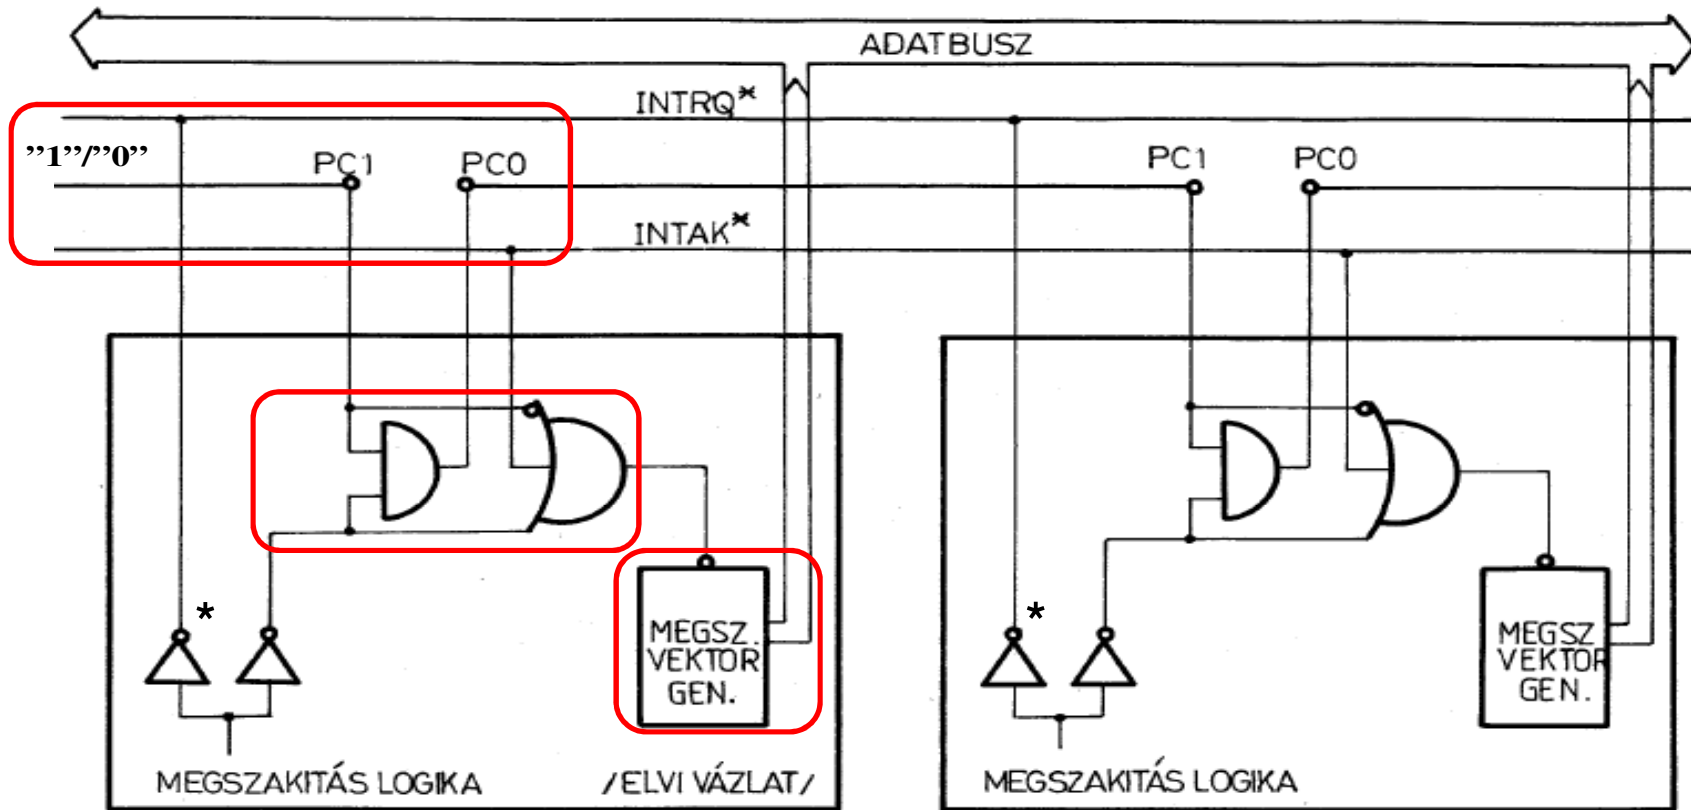 ADATBUSZ
INTRQ*
"1"/"0"
PC1 PC0 PC1 PC0
INTAK*
* *
MEGSZ.
VEKTOR
GEN.
MEGSZ
VEKTOR
GEN.
MEGSZAKITÁS LOGIKA /ELVI VÁZLAT/ MEGSZAKITÁS LOGIKA